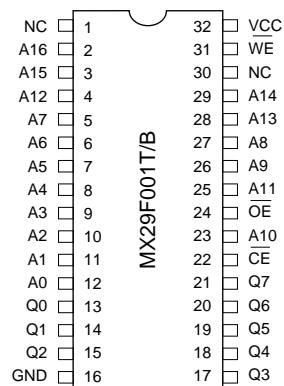 NC 1 32 VCC
A16 2 31 W̅E̅
A15 3 30 NC
A12 4 29 A14
A7 5 28 A13
A6 6 27 A8
A5 7 26 A9
A4 8 25 A11
A3 9 24 O̅E̅
A2 10 23 A10
A1 11 22 C̅E̅
A0 12 21 Q7
Q0 13 20 Q6
Q1 14 19 Q5
Q2 15 18 Q4
GND 16 17 Q3
MX29F001T/B